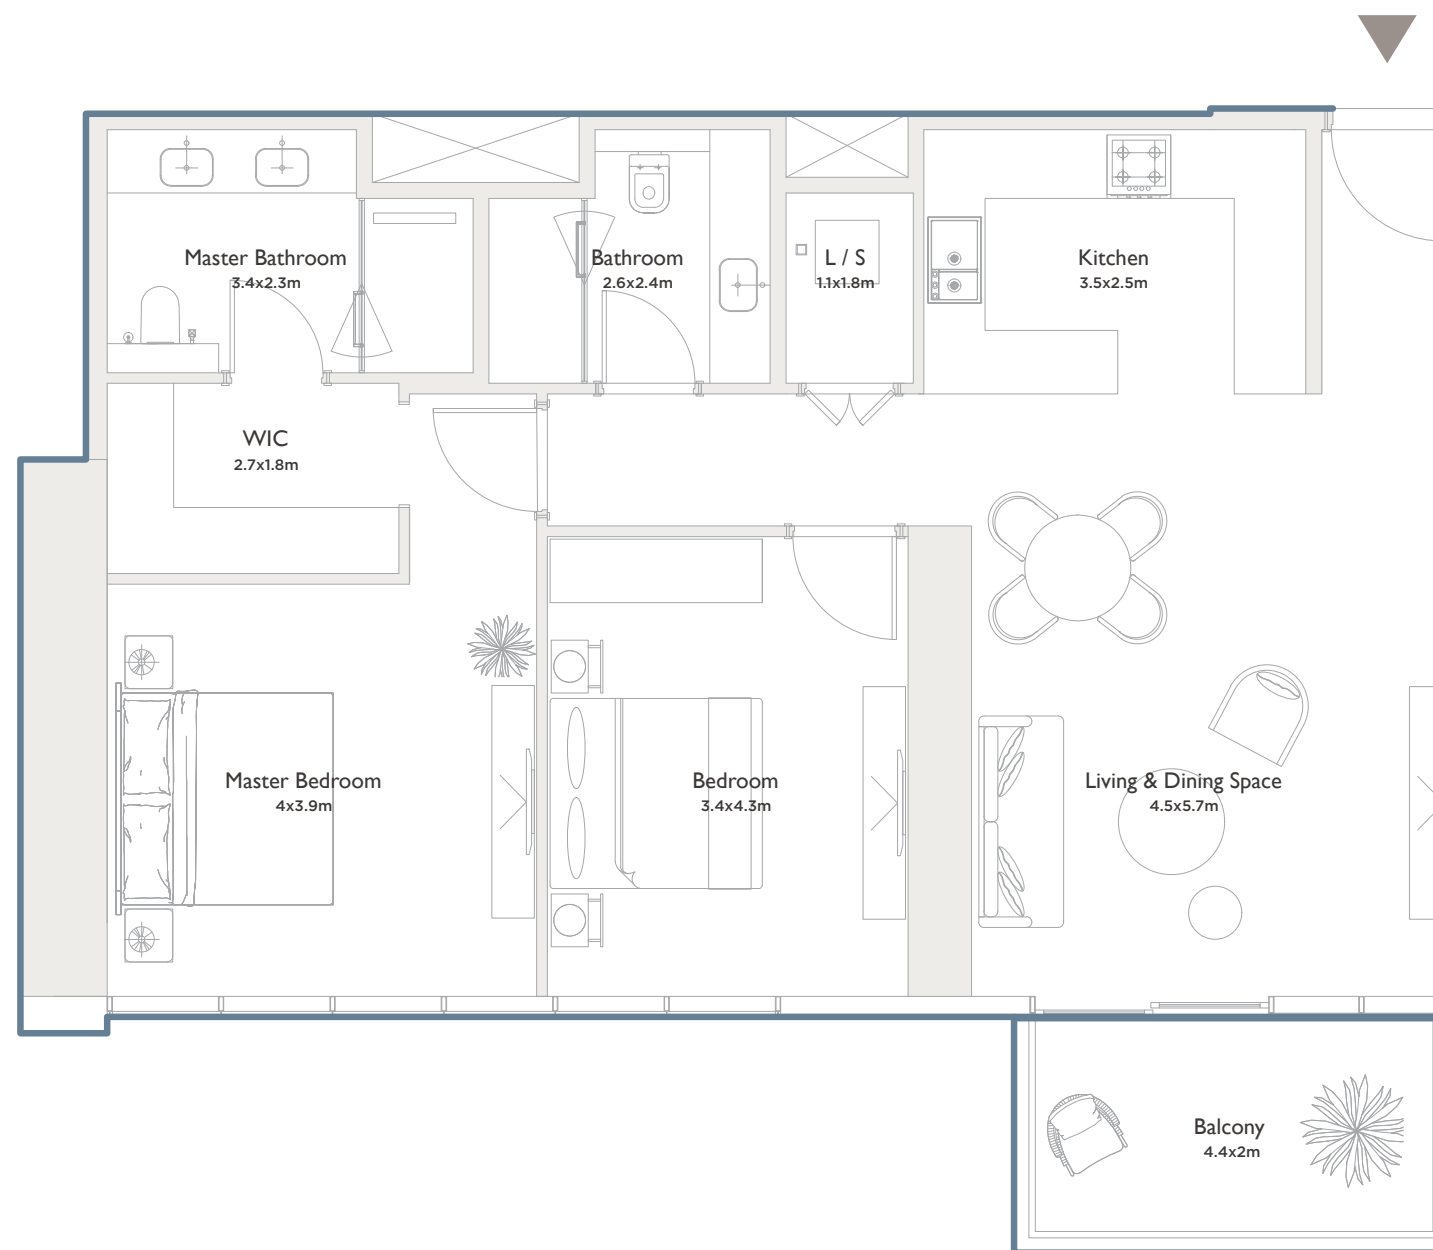 Master Bathroom
3.4x2.3m
Bathroom
2.6x2.4m
L / S
1.1x1.8m
Kitchen
3.5x2.5m
WIC
2.7x1.8m
Master Bedroom
4x3.9m
Bedroom
3.4x4.3m
Living & Dining Space
4.5x5.7m
Balcony
4.4x2m